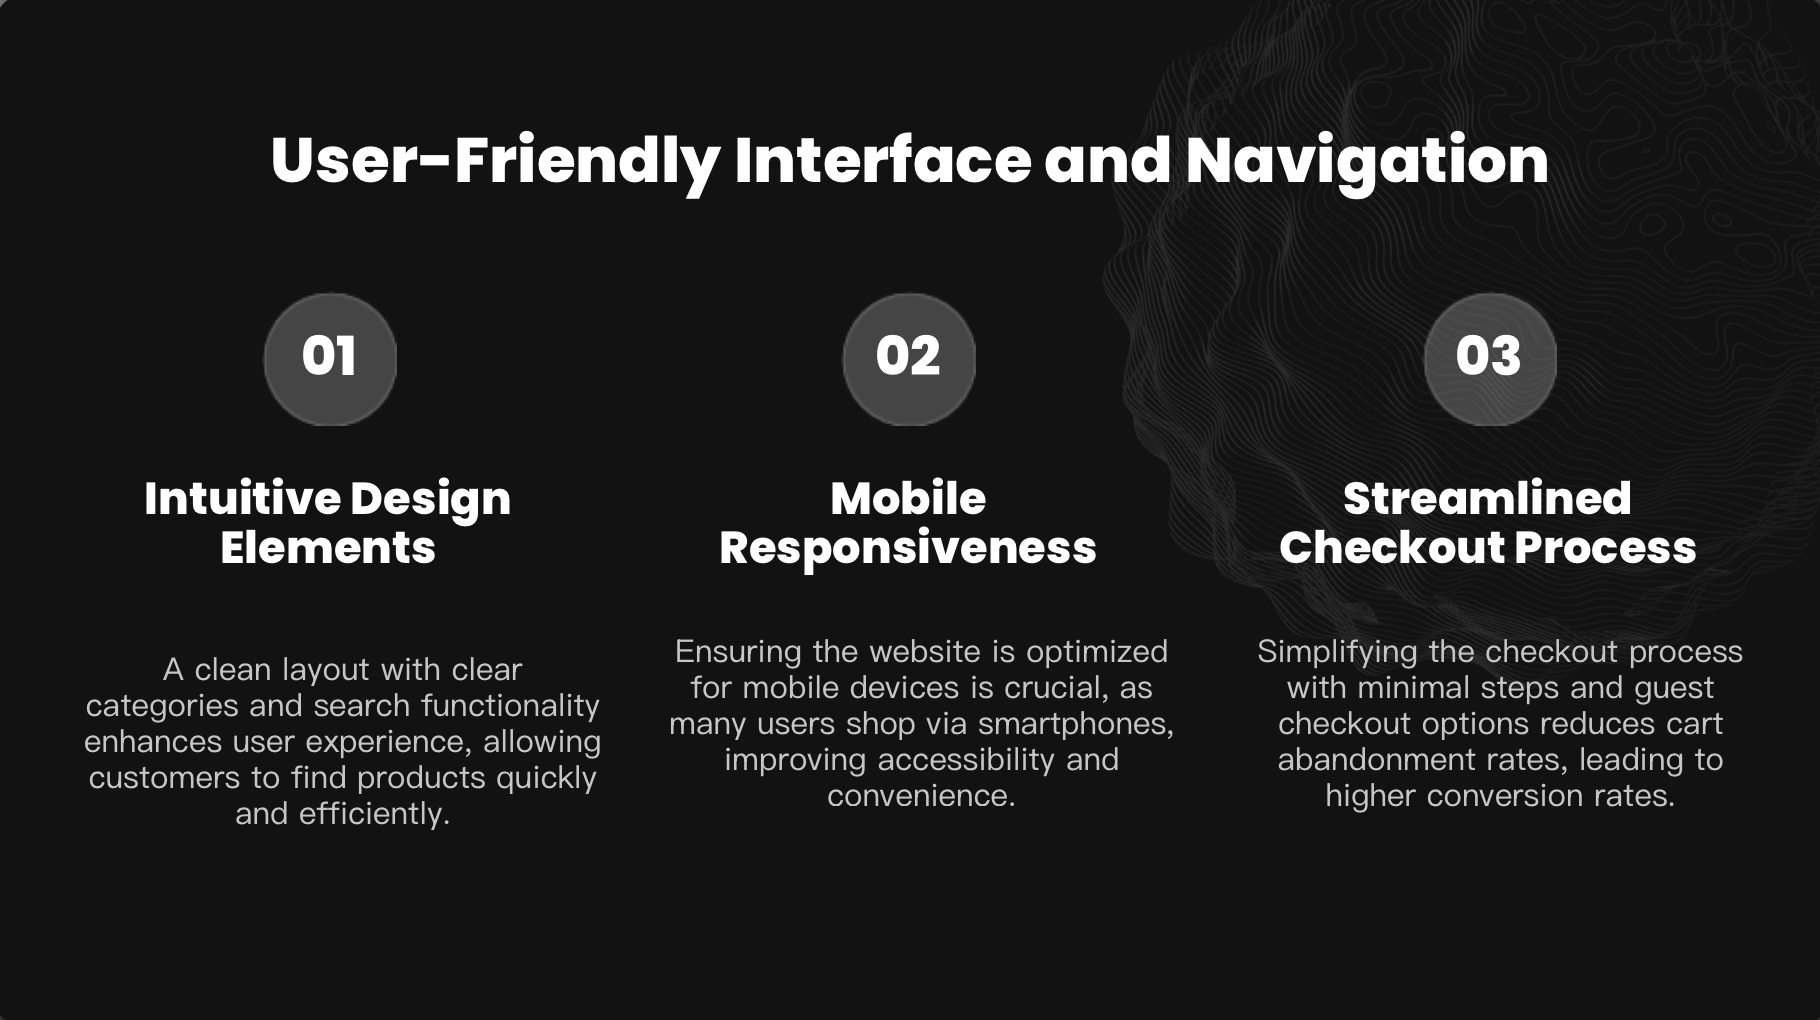 User-Friendly Interface and Navigation
01
Intuitive Design
Elements
A clean layout with clear
categories and search functionality
enhances user experience, allowing
customers to find products quickly
and efficiently.
02
Mobile
Responsiveness
Ensuring the website is optimized
for mobile devices is crucial, as
many users shop via smartphones,
improving accessibility and
convenience.
03
Streamlined
Checkout Process
Simplifying the checkout process
with minimal steps and guest
checkout options reduces cart
abandonment rates, leading to
higher conversion rates.